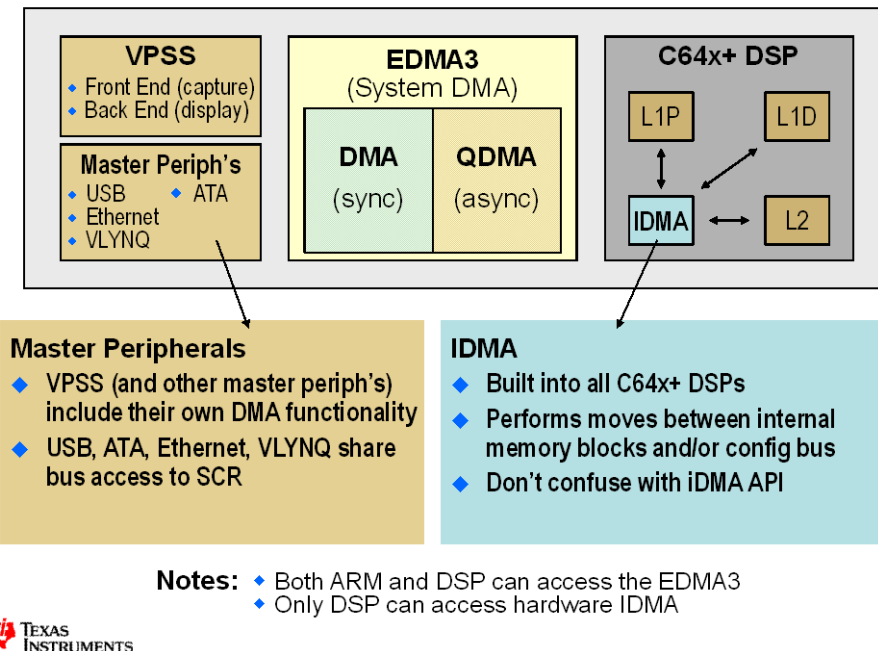 VPSS
Front End (capture)
Back End (display)
Master Periph's
USB
ATA
Ethernet
VLYNQ
EDMA3
(System DMA)
DMA
(sync)
QDMA
(async)
C64x+ DSP
L1P
L1D
IDMA
L2
Master Peripherals
VPSS (and other master periph's)
include their own DMA functionality
USB, ATA, Ethernet, VLYNQ share
bus access to SCR
IDMA
Built into all C64x+ DSPs
Performs moves between internal
memory blocks and/or config bus
Don't confuse with iDMA API
Notes:
Both ARM and DSP can access the EDMA3
Only DSP can access hardware IDMA
TEXAS
INSTRUMENTS